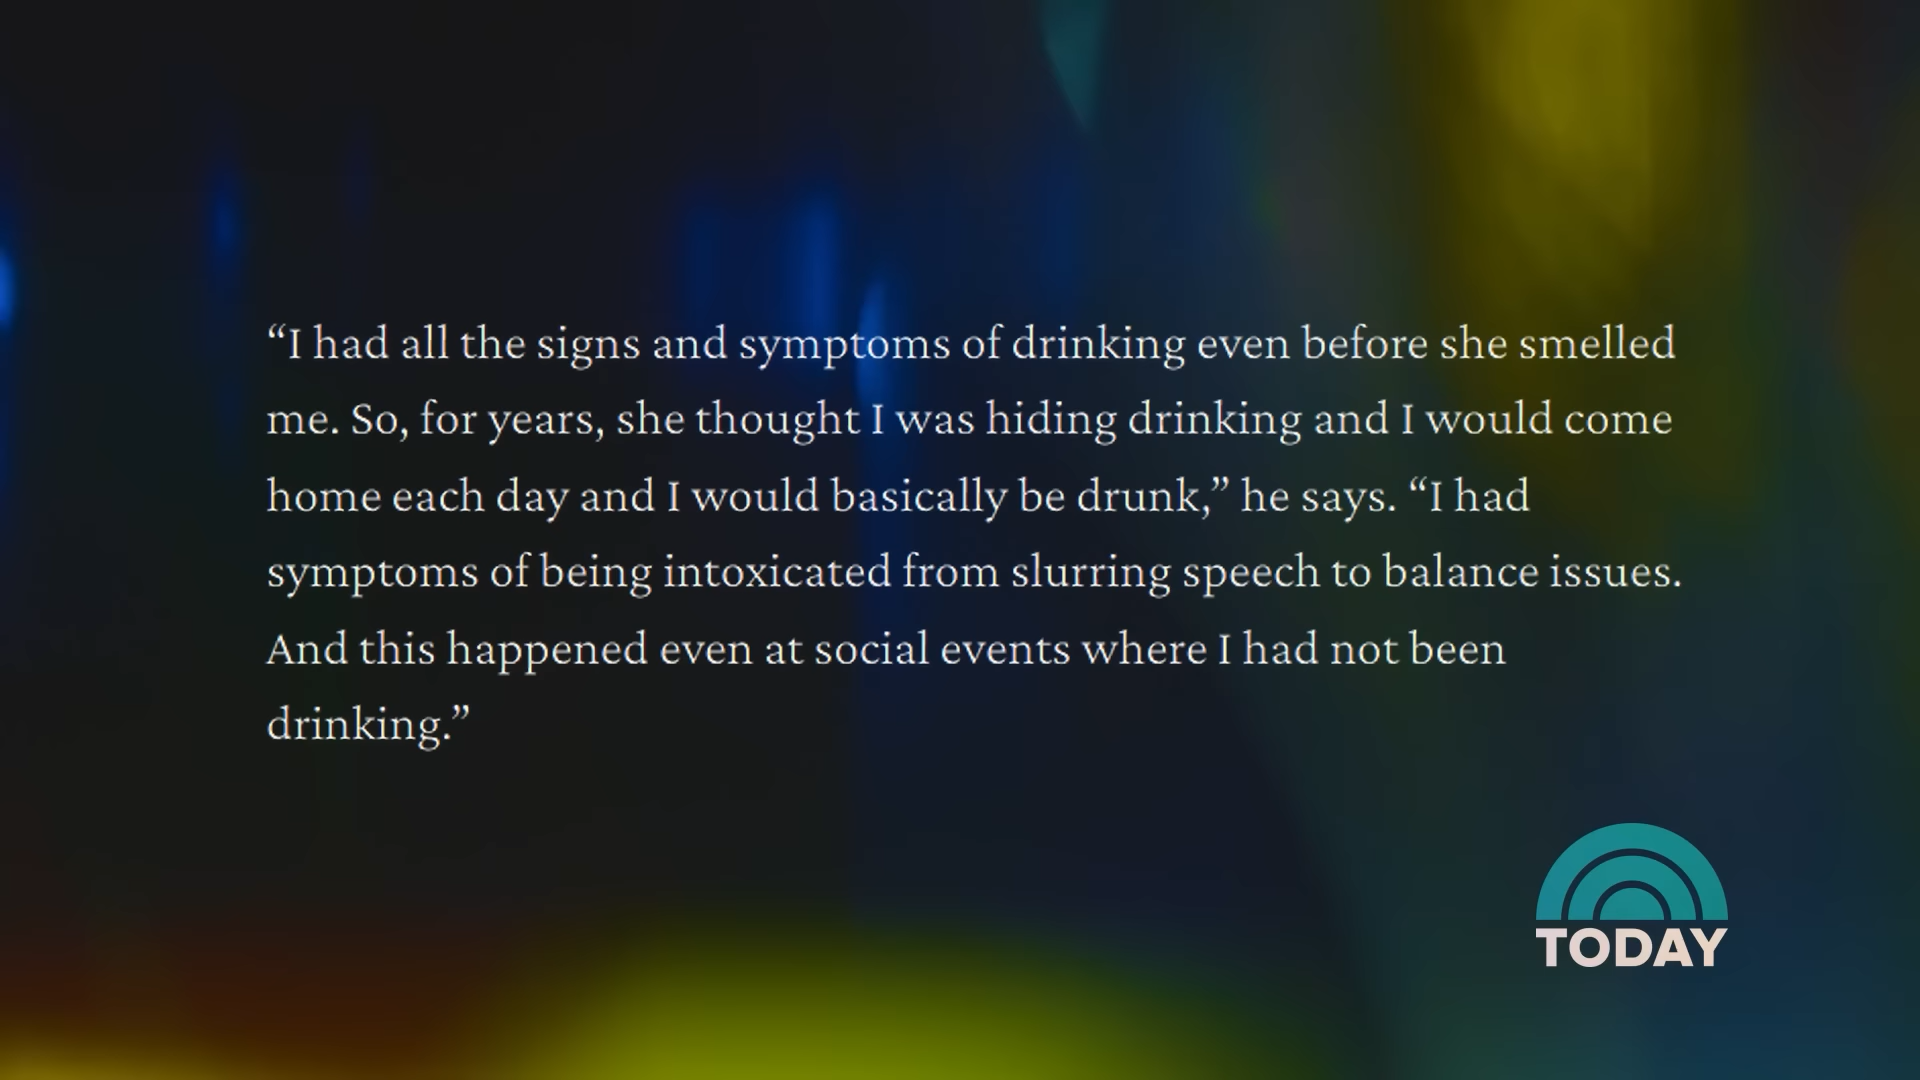 “I had all the signs and symptoms of drinking even before she smelled
me. So, for years, she thought I was hiding drinking and I would come
home each day and I would basically be drunk,” he says. “I had
symptoms of being intoxicated from slurring speech to balance issues.
And this happened even at social events where I had not been
drinking.”
TODAY